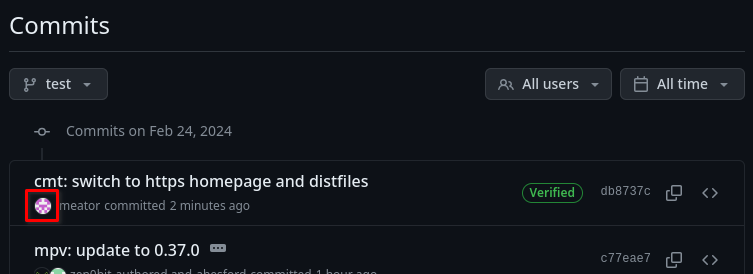 Commits
test
All users
All time
Commits on Feb 24, 2024
cmt: switch to https homepage and distfiles
Verified
db8737c
meator committed 2 minutes ago
mpv: update to 0.37.0
c77eae7
zen0bit authored and ahesford committed 1 hour ago